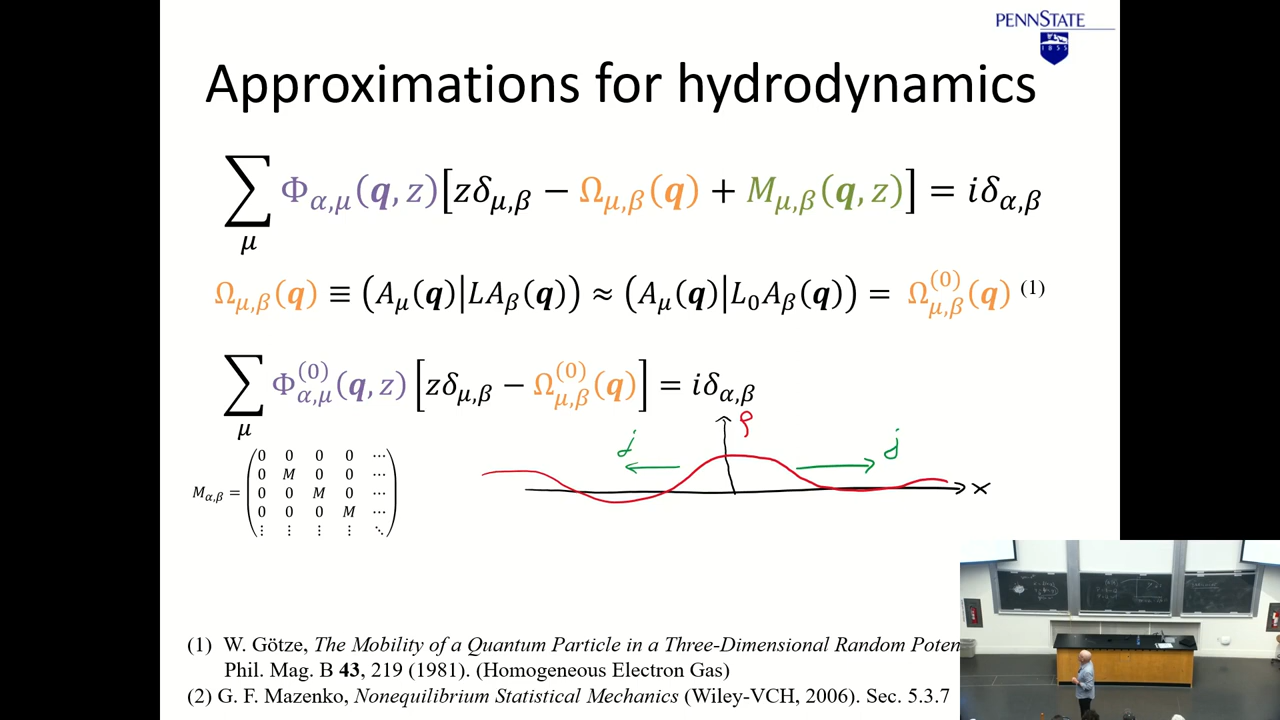 PENNSTATE
1855
Approximations for hydrodynamics
∑_μ Φ_{α,μ}(q, z)[zδ_{μ,β} − Ω_{μ,β}(q) + M_{μ,β}(q, z)] = iδ_{α,β}
Ω_{μ,β}(q) ≡ (A_μ(q)|LA_β(q)) ≈ (A_μ(q)|L_0A_β(q)) = Ω^{(0)}_{μ,β}(q) (1)
∑_μ Φ^{(0)}_{α,μ}(q, z) [zδ_{μ,β} − Ω^{(0)}_{μ,β}(q)] = iδ_{α,β}
ρ
j
j
x
M_{α,β} =
0 0 0 0 ⋯
0 M 0 0 ⋯
0 0 M 0 ⋯
0 0 0 M ⋯
⋮ ⋮ ⋮ ⋮ ⋱
(1) W. Götze, The Mobility of a Quantum Particle in a Three-Dimensional Random Poten
Phil. Mag. B 43, 219 (1981). (Homogeneous Electron Gas)
(2) G. F. Mazenko, Nonequilibrium Statistical Mechanics (Wiley-VCH, 2006). Sec. 5.3.7